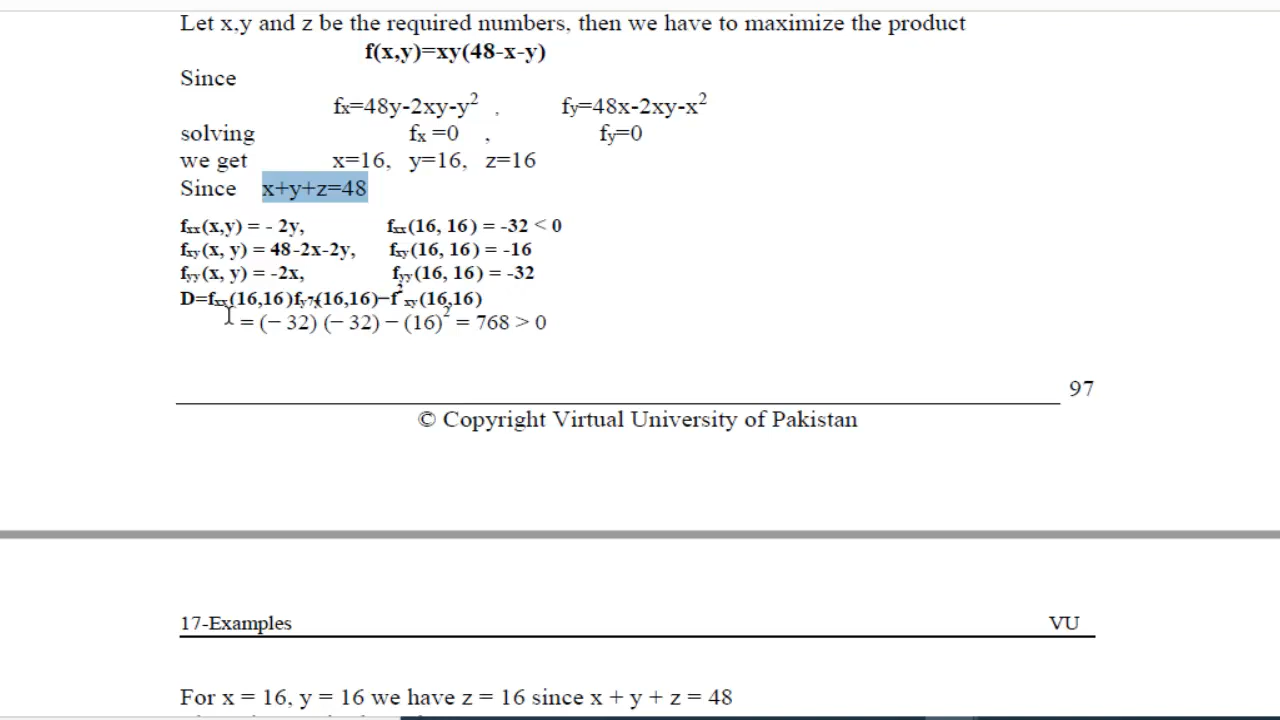 Let x,y and z be the required numbers, then we have to maximize the product
f(x,y)=xy(48-x-y)
Since
fx=48y-2xy-y² , fy=48x-2xy-x²
solving fx =0 , fy=0
we get x=16, y=16, z=16
Since x+y+z=48
fxx(x,y) = - 2y, fxx(16, 16) = -32 < 0
fxy(x, y) = 48-2x-2y, fxy(16, 16) = -16
fyy(x, y) = -2x, fyy(16, 16) = -32
D=fxx(16,16)fyy(16,16)−f²xy(16,16)
= (− 32) (− 32) − (16)² = 768 > 0
97
© Copyright Virtual University of Pakistan
17-Examples VU
For x = 16, y = 16 we have z = 16 since x + y + z = 48